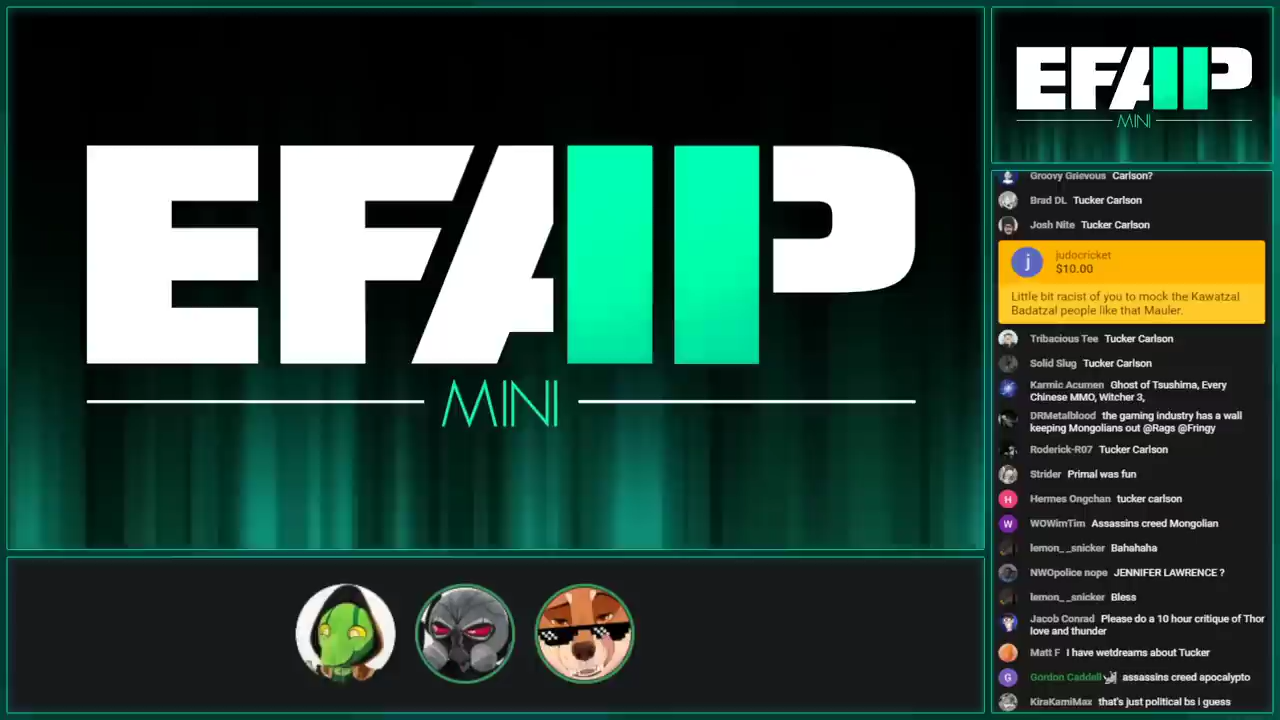 EFAP
MINI
EFAP
MINI
Groovy Grievous Carlson?
Brad DL Tucker Carlson
Josh Nite Tucker Carlson
j
judocricket
$10.00
Little bit racist of you to mock the Kawatzal
Badatzal people like that Mauler.
Tribacious Tee Tucker Carlson
Solid Slug Tucker Carlson
Karmic Acumen Ghost of Tsushima, Every
Chinese MMO, Witcher 3,
DRMetalblood the gaming industry has a wall
keeping Mongolians out @Rags @Fringy
Roderick-R07 Tucker Carlson
Strider Primal was fun
H Hermes Ongchan tucker carlson
W WOWimTim Assassins creed Mongolian
lemon__snicker Bahahaha
NWOpolice nope JENNIFER LAWRENCE ?
lemon__snicker Bless
Jacob Conrad Please do a 10 hour critique of Thor
love and thunder
Matt F I have wetdreams about Tucker
G Gordon Caddell assassins creed apocalypto
KiraKamiMax that's just political bs i guess